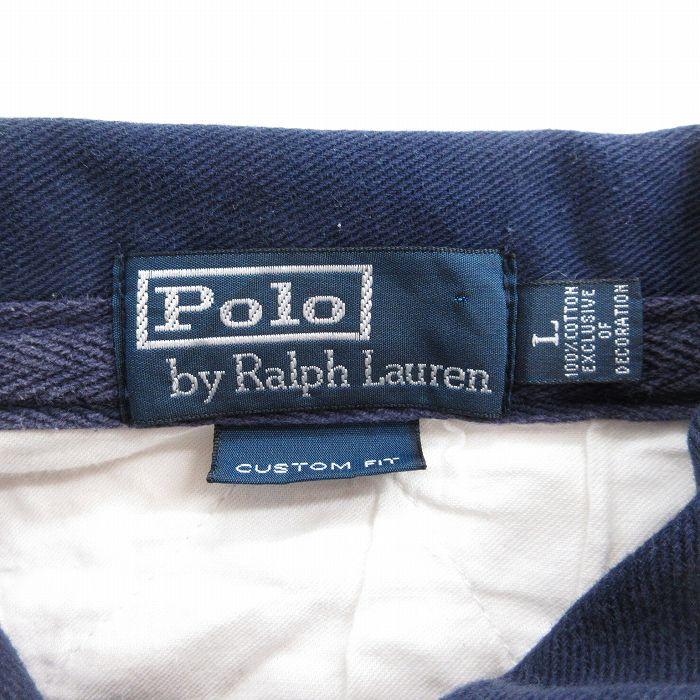 Polo
by Ralph Lauren
L
100% COTTON
EXCLUSIVE
OF
DECORATION
CUSTOM FIT